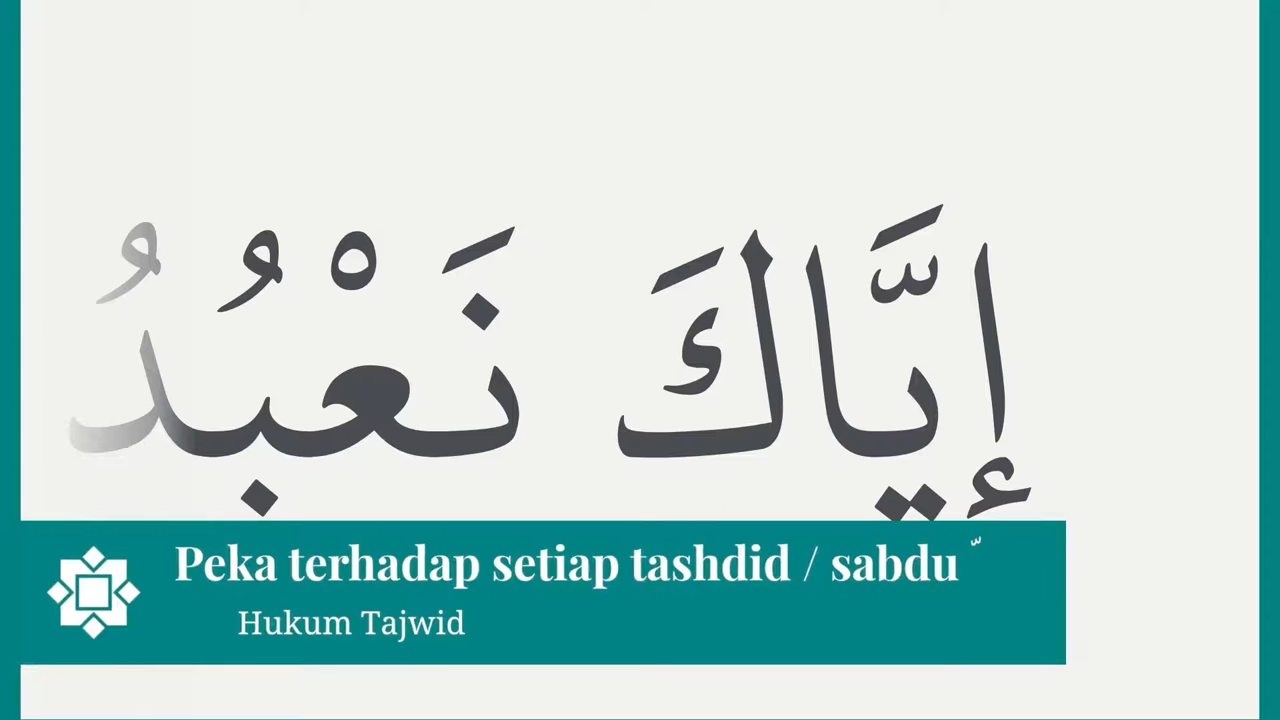 إِيَّاكَ نَعْبُدُ
Peka terhadap setiap tashdid / sabdu ّ
Hukum Tajwid